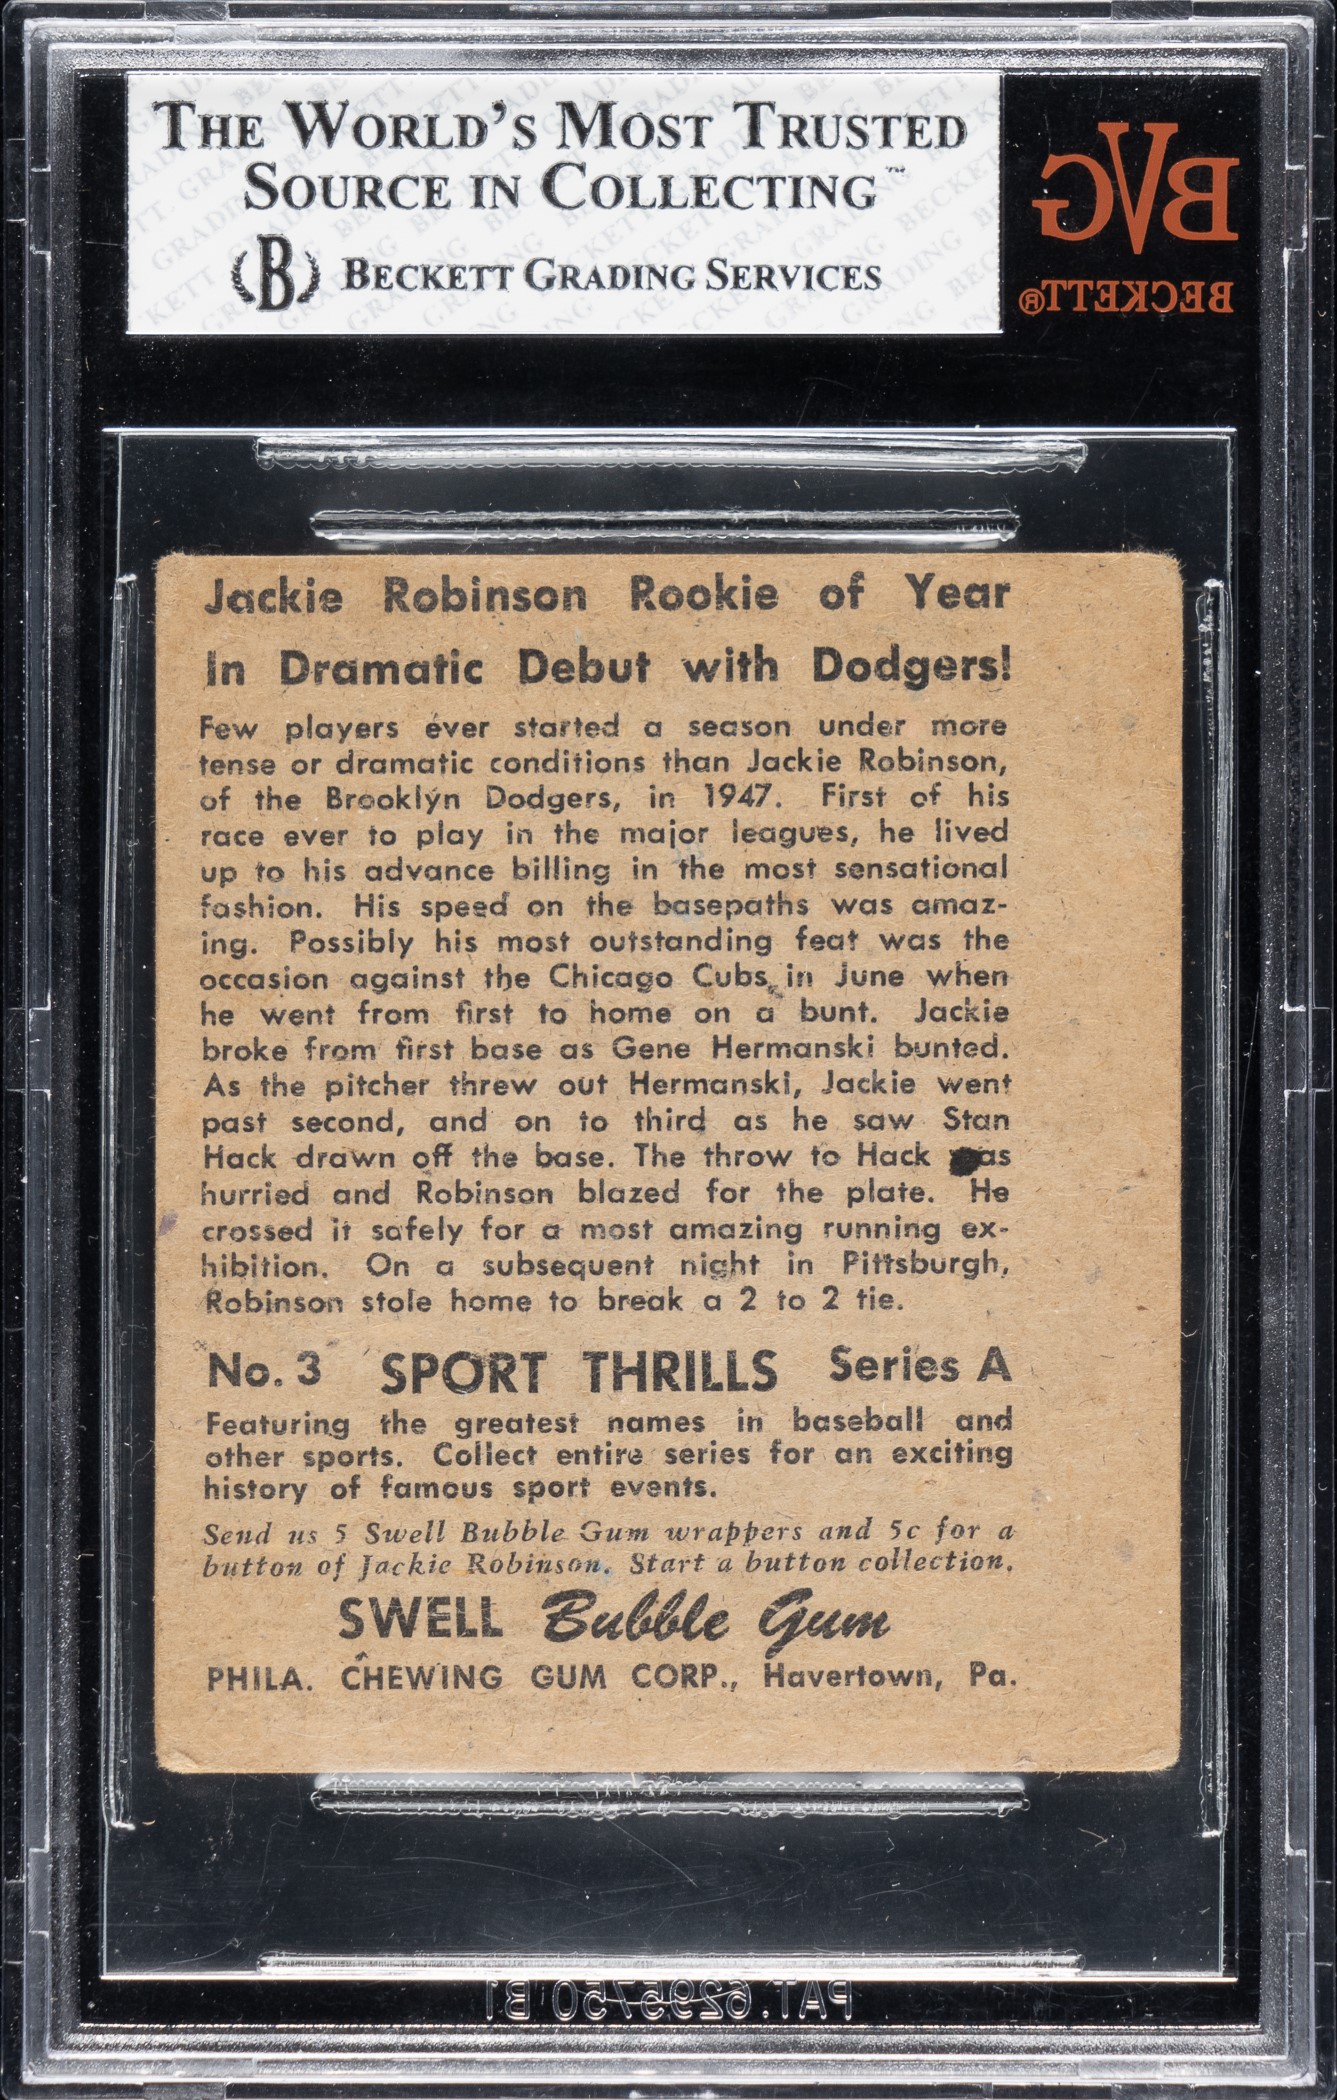 THE WORLD'S MOST TRUSTED
SOURCE IN COLLECTING™
B BECKETT GRADING SERVICES
BVG
BECKETT®
Jackie Robinson Rookie of Year
In Dramatic Debut with Dodgers!
Few players ever started a season under more
tense or dramatic conditions than Jackie Robinson,
of the Brooklyn Dodgers, in 1947. First of his
race ever to play in the major leagues, he lived
up to his advance billing in the most sensational
fashion. His speed on the basepaths was amaz-
ing. Possibly his most outstanding feat was the
occasion against the Chicago Cubs in June when
he went from first to home on a bunt. Jackie
broke from first base as Gene Hermanski bunted.
As the pitcher threw out Hermanski, Jackie went
past second, and on to third as he saw Stan
Hack drawn off the base. The throw to Hack was
hurried and Robinson blazed for the plate. He
crossed it safely for a most amazing running ex-
hibition. On a subsequent night in Pittsburgh,
Robinson stole home to break a 2 to 2 tie.
No. 3 SPORT THRILLS Series A
Featuring the greatest names in baseball and
other sports. Collect entire series for an exciting
history of famous sport events.
Send us 5 Swell Bubble Gum wrappers and 5c for a
button of Jackie Robinson. Start a button collection.
SWELL Bubble Gum
PHILA. CHEWING GUM CORP., Havertown, Pa.
PAT. 6295750 B1